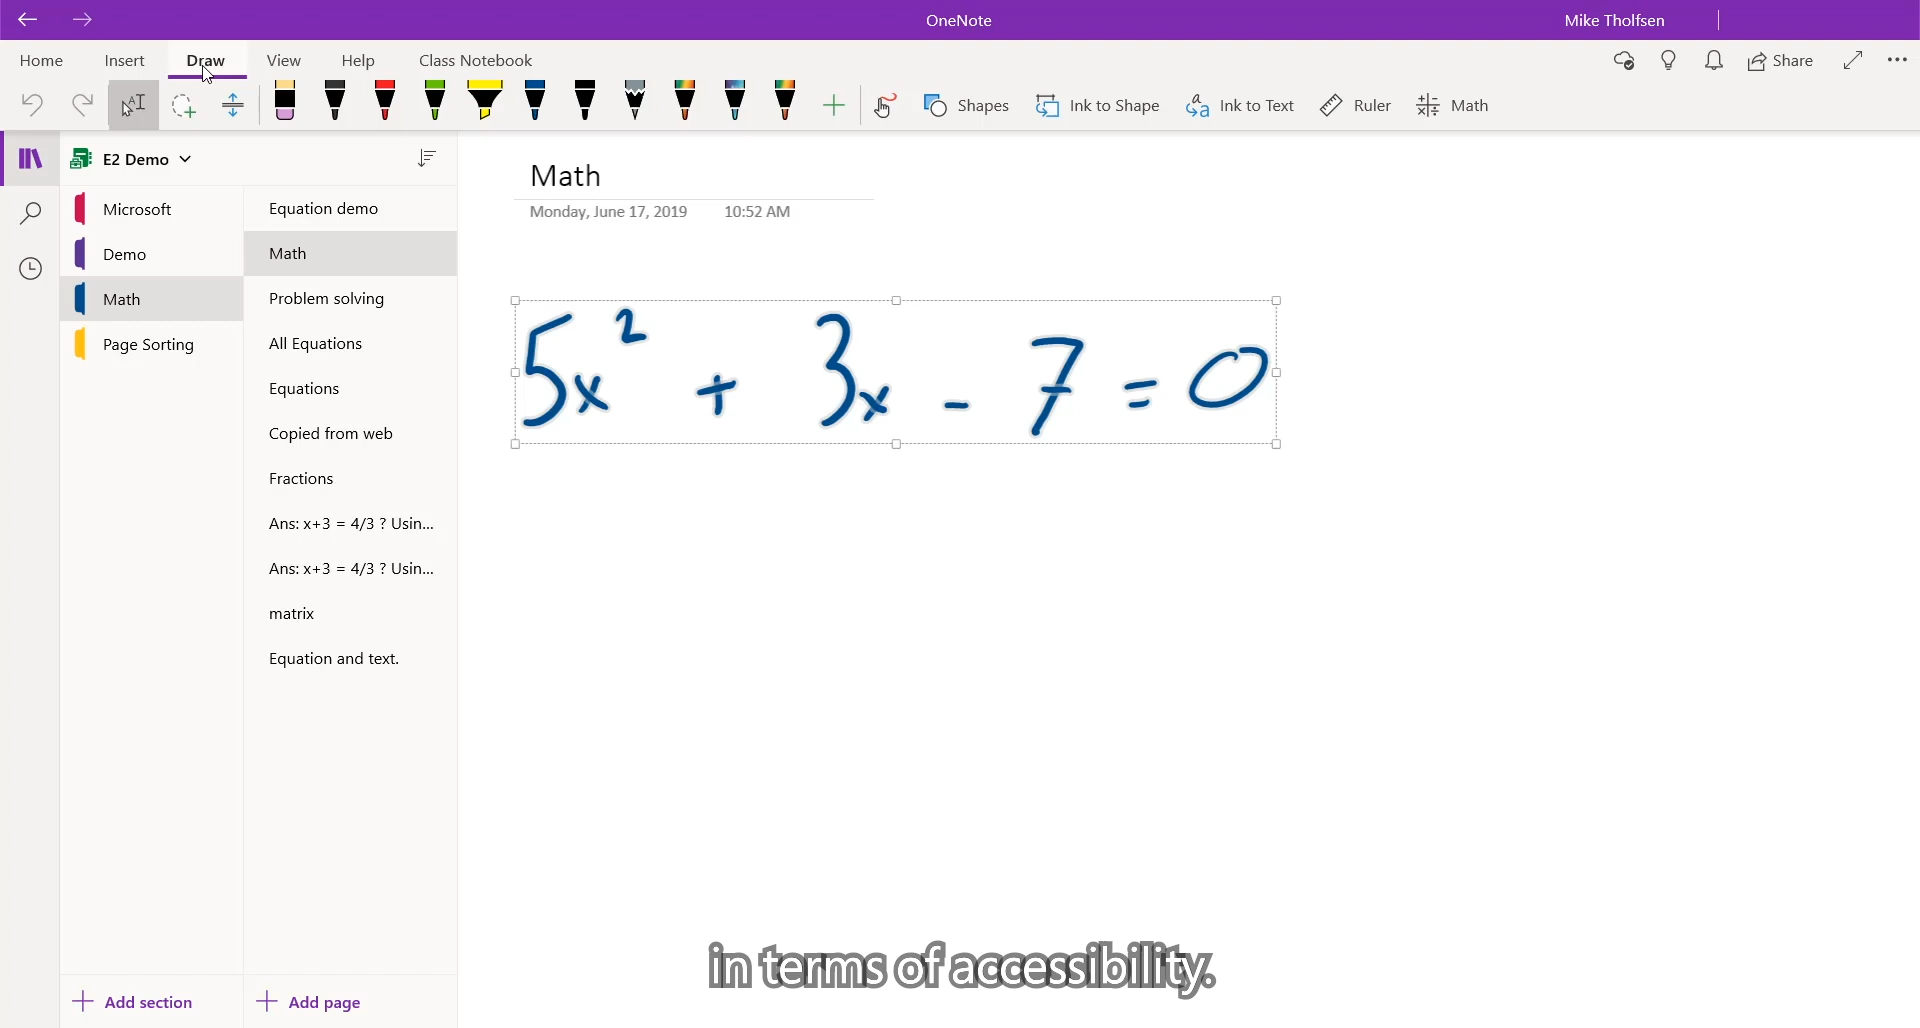 OneNote
Mike Tholfsen
Home Insert Draw View Help Class Notebook
Share
Shapes Ink to Shape Ink to Text Ruler Math
E2 Demo
Microsoft
Demo
Math
Page Sorting
Equation demo
Math
Problem solving
All Equations
Equations
Copied from web
Fractions
Ans: x+3 = 4/3 ? Usin...
Ans: x+3 = 4/3 ? Usin...
matrix
Equation and text.
Math
Monday, June 17, 2019 10:52 AM
5x² + 3x - 7 = 0
in terms of accessibility.
Add section
Add page